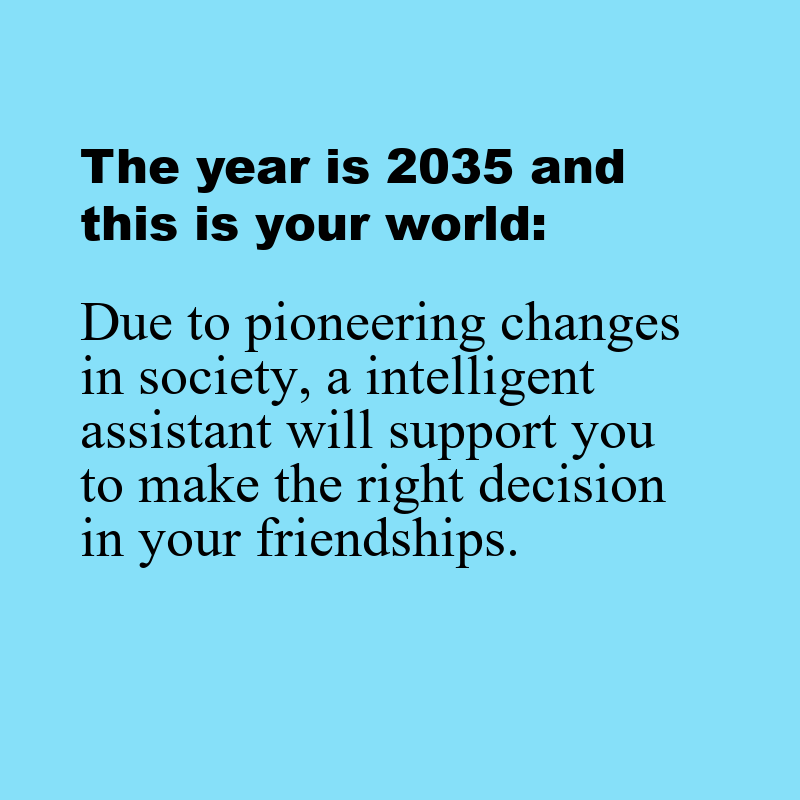 The year is 2035 and
this is your world:
Due to pioneering changes
in society, a intelligent
assistant will support you
to make the right decision
in your friendships.